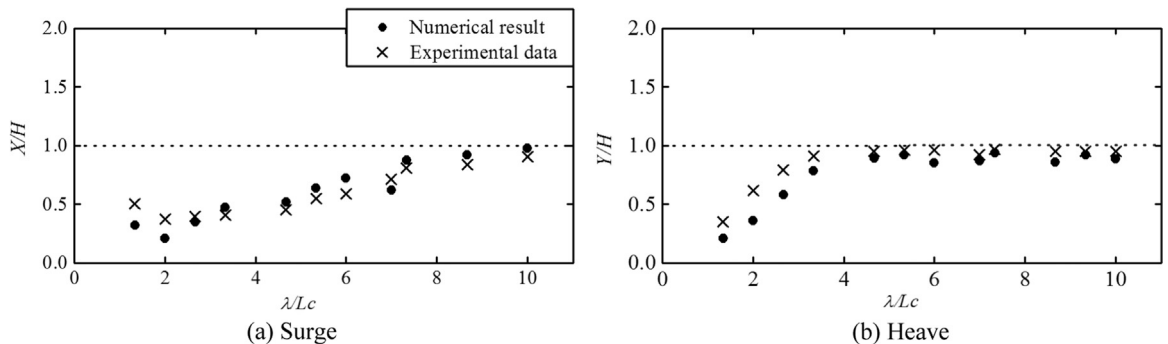 2.0
1.5
1.0
0.5
0.0
X/H
0 2 4 6 8 10
λ/Lc
(a) Surge
Numerical result
Experimental data
2.0
1.5
1.0
0.5
0.0
Y/H
0 2 4 6 8 10
λ/Lc
(b) Heave